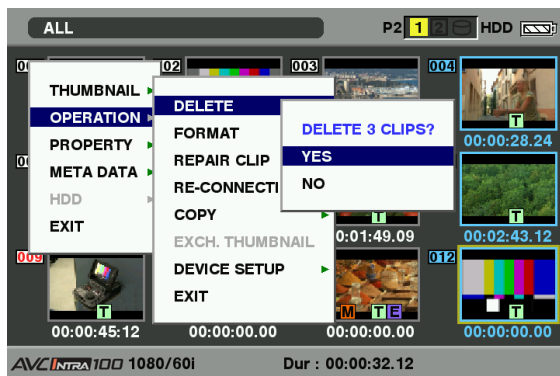 ALL P2 1 2 HDD
00 02 003 004
THUMBNAIL
OPERATION
PROPERTY
META DATA
HDD
EXIT
DELETE
FORMAT
REPAIR CLIP
RE-CONNECTI
COPY
EXCH. THUMBNAIL
DEVICE SETUP
EXIT
DELETE 3 CLIPS?
YES
NO
T
00:00:28.24
00
T T
0:01:49.09 00:02:43.12
009 012
T M T E T
00:00:45:12 00:00:00.00 00:00:00.00 00:00:00.00
AVC INTRA 100 1080/60i Dur : 00:00:32.12